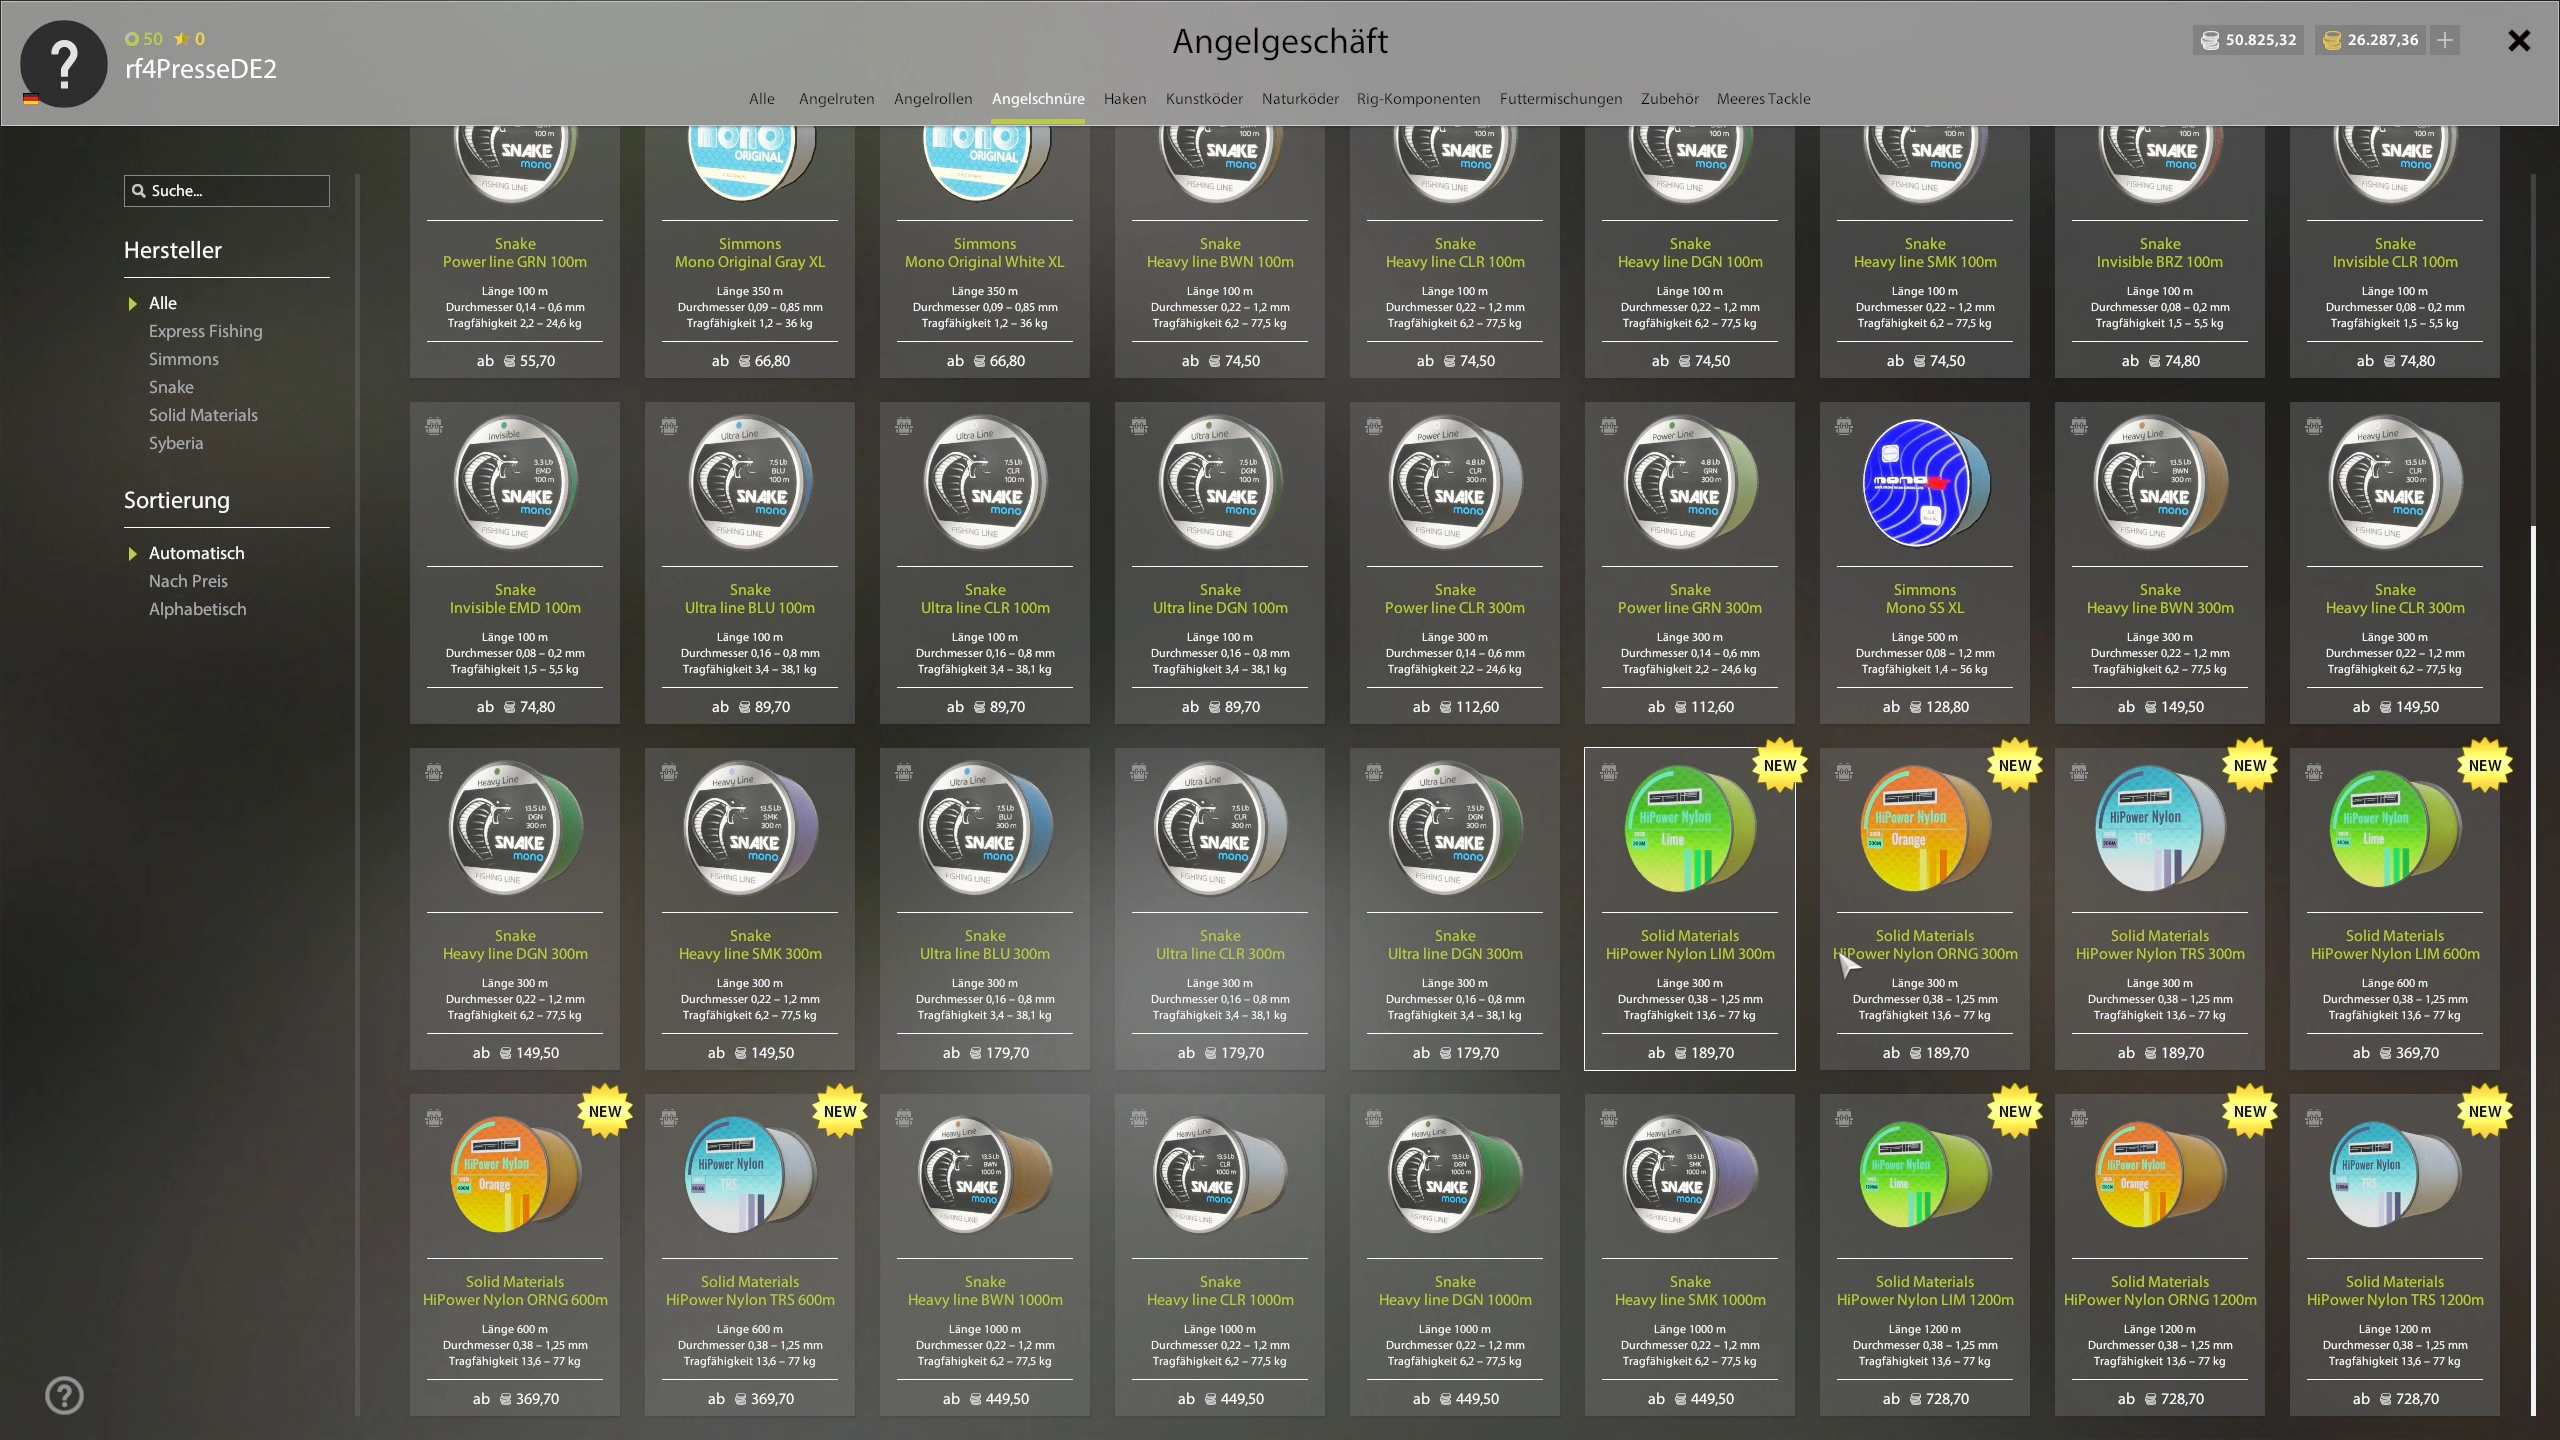 50 0
rf4PresseDE2
Angelgeschäft
50.825,32 26.287,36 +
Alle Angelruten Angelrollen Angelschnüre Haken Kunstköder Naturköder Rig-Komponenten Futtermischungen Zubehör Meeres Tackle
Suche...
Hersteller
Alle
Express Fishing
Simmons
Snake
Solid Materials
Syberia
Sortierung
Automatisch
Nach Preis
Alphabetisch
Snake
Power line GRN 100m
Länge 100 m
Durchmesser 0,14 – 0,6 mm
Tragfähigkeit 2,2 – 24,6 kg
ab 55,70
Simmons
Mono Original Gray XL
Länge 350 m
Durchmesser 0,09 – 0,85 mm
Tragfähigkeit 1,2 – 36 kg
ab 66,80
Simmons
Mono Original White XL
Länge 350 m
Durchmesser 0,09 – 0,85 mm
Tragfähigkeit 1,2 – 36 kg
ab 66,80
Snake
Heavy line BWN 100m
Länge 100 m
Durchmesser 0,22 – 1,2 mm
Tragfähigkeit 6,2 – 77,5 kg
ab 74,50
Snake
Heavy line CLR 100m
Länge 100 m
Durchmesser 0,22 – 1,2 mm
Tragfähigkeit 6,2 – 77,5 kg
ab 74,50
Snake
Heavy line DGN 100m
Länge 100 m
Durchmesser 0,22 – 1,2 mm
Tragfähigkeit 6,2 – 77,5 kg
ab 74,50
Snake
Heavy line SMK 100m
Länge 100 m
Durchmesser 0,22 – 1,2 mm
Tragfähigkeit 6,2 – 77,5 kg
ab 74,50
Snake
Invisible BRZ 100m
Länge 100 m
Durchmesser 0,08 – 0,2 mm
Tragfähigkeit 1,5 – 5,5 kg
ab 74,80
Snake
Invisible CLR 100m
Länge 100 m
Durchmesser 0,08 – 0,2 mm
Tragfähigkeit 1,5 – 5,5 kg
ab 74,80
Snake
Invisible EMD 100m
Länge 100 m
Durchmesser 0,08 – 0,2 mm
Tragfähigkeit 1,5 – 5,5 kg
ab 74,80
Snake
Ultra line BLU 100m
Länge 100 m
Durchmesser 0,16 – 0,8 mm
Tragfähigkeit 3,4 – 38,1 kg
ab 89,70
Snake
Ultra line CLR 100m
Länge 100 m
Durchmesser 0,16 – 0,8 mm
Tragfähigkeit 3,4 – 38,1 kg
ab 89,70
Snake
Ultra line DGN 100m
Länge 100 m
Durchmesser 0,16 – 0,8 mm
Tragfähigkeit 3,4 – 38,1 kg
ab 89,70
Snake
Power line CLR 300m
Länge 300 m
Durchmesser 0,14 – 0,6 mm
Tragfähigkeit 2,2 – 24,6 kg
ab 112,60
Snake
Power line GRN 300m
Länge 300 m
Durchmesser 0,14 – 0,6 mm
Tragfähigkeit 2,2 – 24,6 kg
ab 112,60
Simmons
Mono SS XL
Länge 500 m
Durchmesser 0,08 – 1,2 mm
Tragfähigkeit 1,4 – 56 kg
ab 128,80
Snake
Heavy line BWN 300m
Länge 300 m
Durchmesser 0,22 – 1,2 mm
Tragfähigkeit 6,2 – 77,5 kg
ab 149,50
Snake
Heavy line CLR 300m
Länge 300 m
Durchmesser 0,22 – 1,2 mm
Tragfähigkeit 6,2 – 77,5 kg
ab 149,50
Snake
Heavy line DGN 300m
Länge 300 m
Durchmesser 0,22 – 1,2 mm
Tragfähigkeit 6,2 – 77,5 kg
ab 149,50
Snake
Heavy line SMK 300m
Länge 300 m
Durchmesser 0,22 – 1,2 mm
Tragfähigkeit 6,2 – 77,5 kg
ab 149,50
Snake
Ultra line BLU 300m
Länge 300 m
Durchmesser 0,16 – 0,8 mm
Tragfähigkeit 3,4 – 38,1 kg
ab 179,70
Snake
Ultra line CLR 300m
Länge 300 m
Durchmesser 0,16 – 0,8 mm
Tragfähigkeit 3,4 – 38,1 kg
ab 179,70
Snake
Ultra line DGN 300m
Länge 300 m
Durchmesser 0,16 – 0,8 mm
Tragfähigkeit 3,4 – 38,1 kg
ab 179,70
NEW
Solid Materials
HiPower Nylon LIM 300m
Länge 300 m
Durchmesser 0,38 – 1,25 mm
Tragfähigkeit 13,6 – 77 kg
ab 189,70
NEW
Solid Materials
HiPower Nylon ORNG 300m
Länge 300 m
Durchmesser 0,38 – 1,25 mm
Tragfähigkeit 13,6 – 77 kg
ab 189,70
NEW
Solid Materials
HiPower Nylon TRS 300m
Länge 300 m
Durchmesser 0,38 – 1,25 mm
Tragfähigkeit 13,6 – 77 kg
ab 189,70
NEW
Solid Materials
HiPower Nylon LIM 600m
Länge 600 m
Durchmesser 0,38 – 1,25 mm
Tragfähigkeit 13,6 – 77 kg
ab 369,70
NEW
Solid Materials
HiPower Nylon ORNG 600m
Länge 600 m
Durchmesser 0,38 – 1,25 mm
Tragfähigkeit 13,6 – 77 kg
ab 369,70
NEW
Solid Materials
HiPower Nylon TRS 600m
Länge 600 m
Durchmesser 0,38 – 1,25 mm
Tragfähigkeit 13,6 – 77 kg
ab 369,70
Snake
Heavy line BWN 1000m
Länge 1000 m
Durchmesser 0,22 – 1,2 mm
Tragfähigkeit 6,2 – 77,5 kg
ab 449,50
Snake
Heavy line CLR 1000m
Länge 1000 m
Durchmesser 0,22 – 1,2 mm
Tragfähigkeit 6,2 – 77,5 kg
ab 449,50
Snake
Heavy line DGN 1000m
Länge 1000 m
Durchmesser 0,22 – 1,2 mm
Tragfähigkeit 6,2 – 77,5 kg
ab 449,50
Snake
Heavy line SMK 1000m
Länge 1000 m
Durchmesser 0,22 – 1,2 mm
Tragfähigkeit 6,2 – 77,5 kg
ab 449,50
NEW
Solid Materials
HiPower Nylon LIM 1200m
Länge 1200 m
Durchmesser 0,38 – 1,25 mm
Tragfähigkeit 13,6 – 77 kg
ab 728,70
NEW
Solid Materials
HiPower Nylon ORNG 1200m
Länge 1200 m
Durchmesser 0,38 – 1,25 mm
Tragfähigkeit 13,6 – 77 kg
ab 728,70
NEW
Solid Materials
HiPower Nylon TRS 1200m
Länge 1200 m
Durchmesser 0,38 – 1,25 mm
Tragfähigkeit 13,6 – 77 kg
ab 728,70